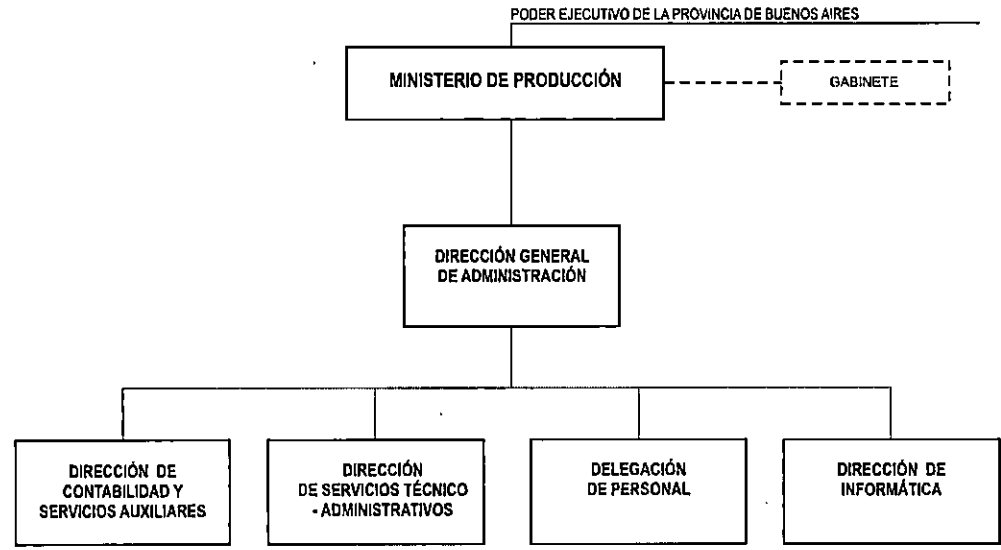 PODER EJECUTIVO DE LA PROVINCIA DE BUENOS AIRES
MINISTERIO DE PRODUCCIÓN
GABINETE
DIRECCIÓN GENERAL
DE ADMINISTRACIÓN
DIRECCIÓN DE
CONTABILIDAD Y
SERVICIOS AUXILIARES
DIRECCIÓN
DE SERVICIOS TÉCNICO
- ADMINISTRATIVOS
DELEGACIÓN
DE PERSONAL
DIRECCIÓN DE
INFORMÁTICA